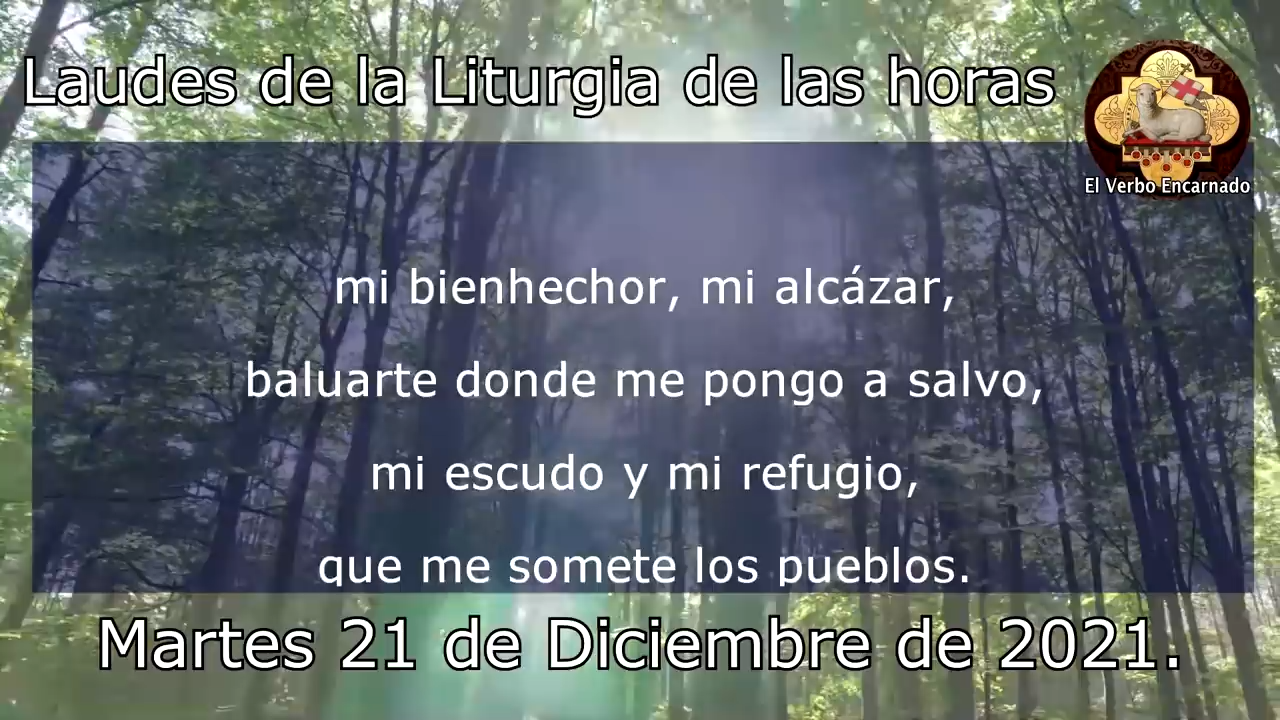 Laudes de la Liturgia de las horas
El Verbo Encarnado
mi bienhechor, mi alcázar,
baluarte donde me pongo a salvo,
mi escudo y mi refugio,
que me somete los pueblos.
Martes 21 de Diciembre de 2021.